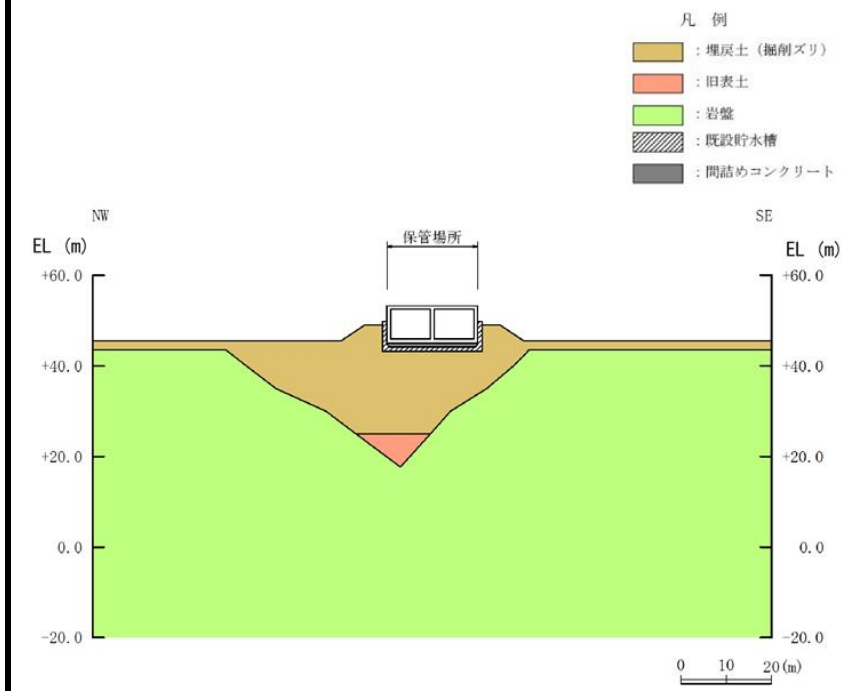 凡 例
：埋戻土（掘削ズリ）
：旧表土
：岩盤
：既設貯水槽
：間詰めコンクリート
NW
SE
保管場所
EL (m)
EL (m)
+60.0
+60.0
+40.0
+40.0
+20.0
+20.0
0.0
0.0
-20.0
-20.0
0 10 20(m)